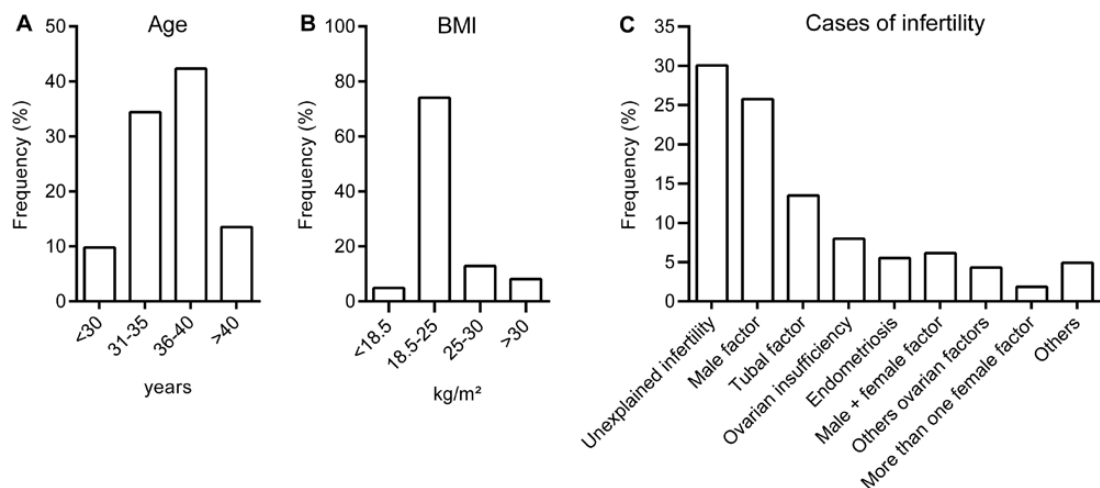 A
Age
Frequency (%)
50
40
30
20
10
0
<30
31-35
36-40
>40
years
B
BMI
Frequency (%)
100
80
60
40
20
0
<18.5
18.5-25
25-30
>30
kg/m²
C
Cases of infertility
Frequency (%)
35
30
25
20
15
10
5
0
Unexplained infertility
Male factor
Tubal factor
Ovarian insufficiency
Endometriosis
Male + female factor
Others ovarian factors
More than one female factor
Others